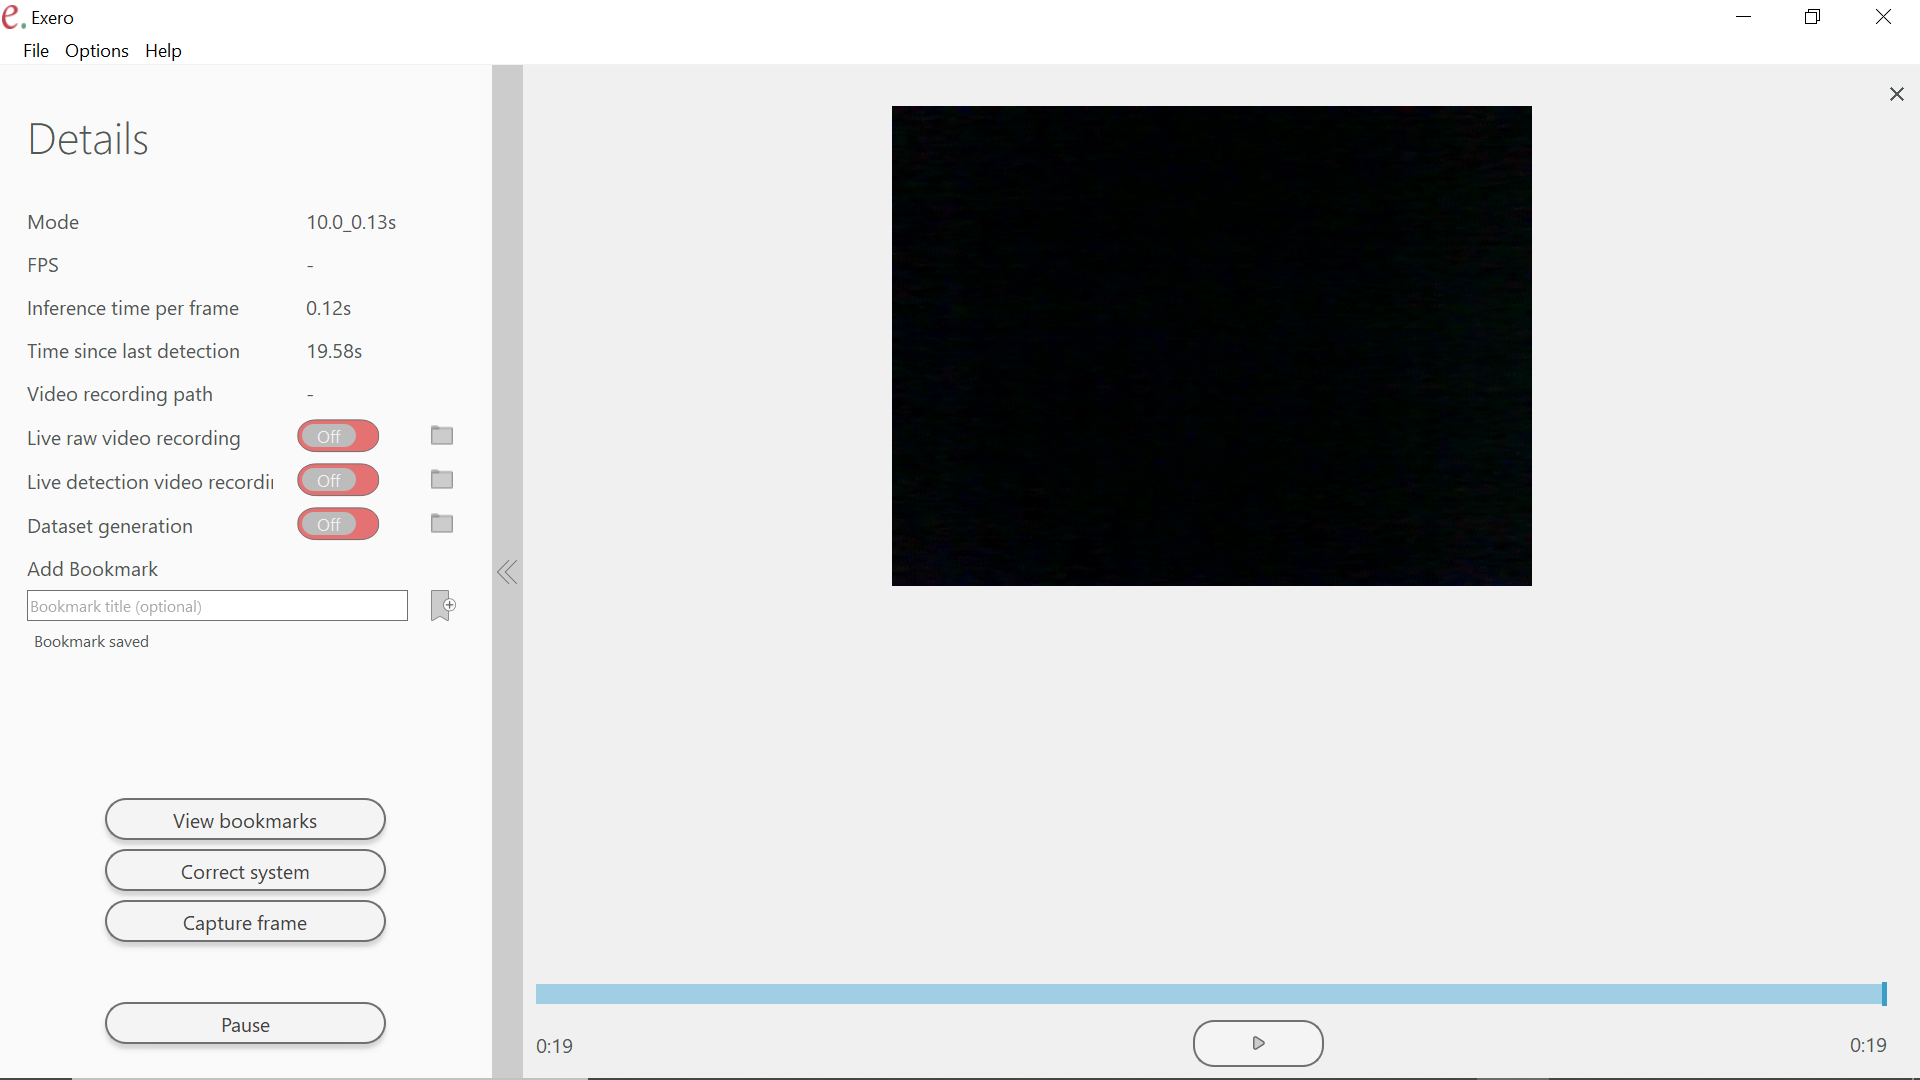 e. Exero
File Options Help
Details
Mode 10.0_0.13s
FPS -
Inference time per frame 0.12s
Time since last detection 19.58s
Video recording path -
Live raw video recording Off
Live detection video recordin Off
Dataset generation Off
Add Bookmark
Bookmark title (optional)
Bookmark saved
View bookmarks
Correct system
Capture frame
Pause
0:19
0:19